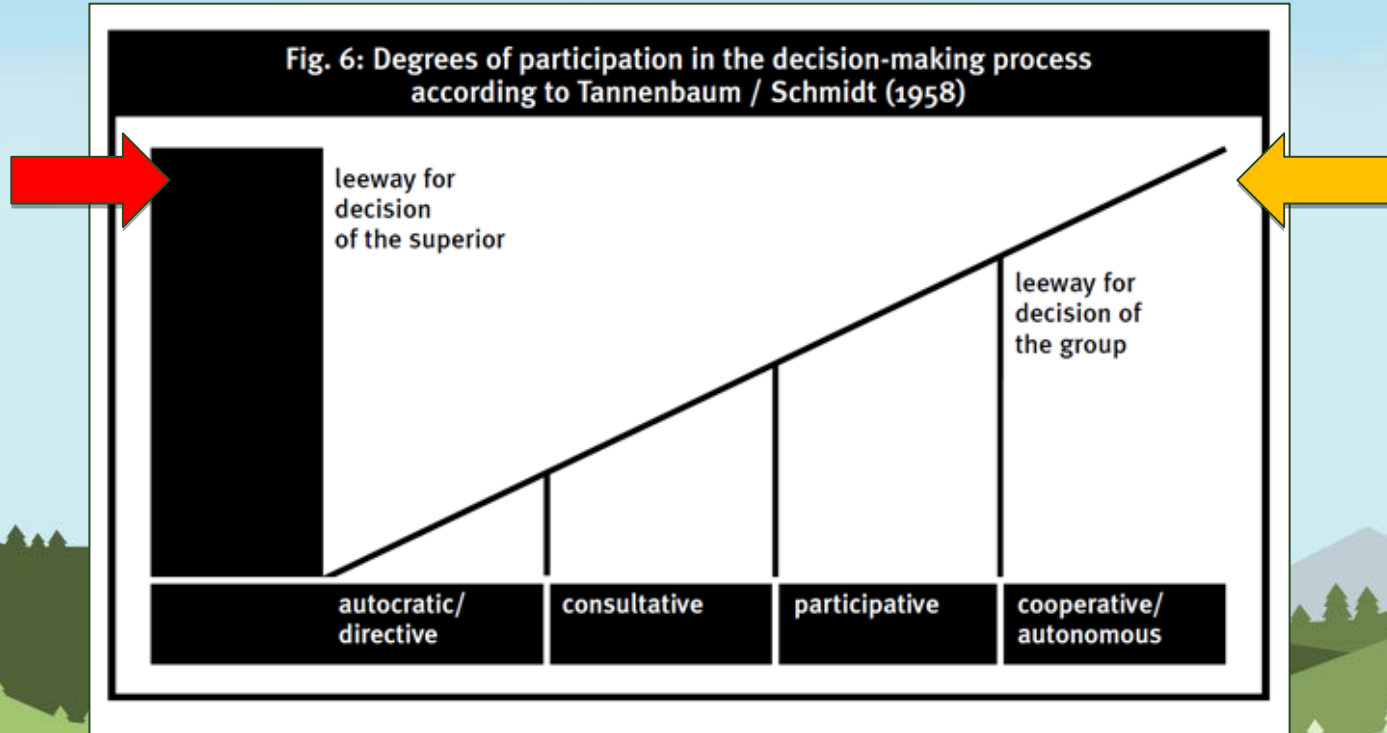 Fig. 6: Degrees of participation in the decision-making process
according to Tannenbaum / Schmidt (1958)
leeway for
decision
of the superior
leeway for
decision of
the group
autocratic/
directive
consultative
participative
cooperative/
autonomous